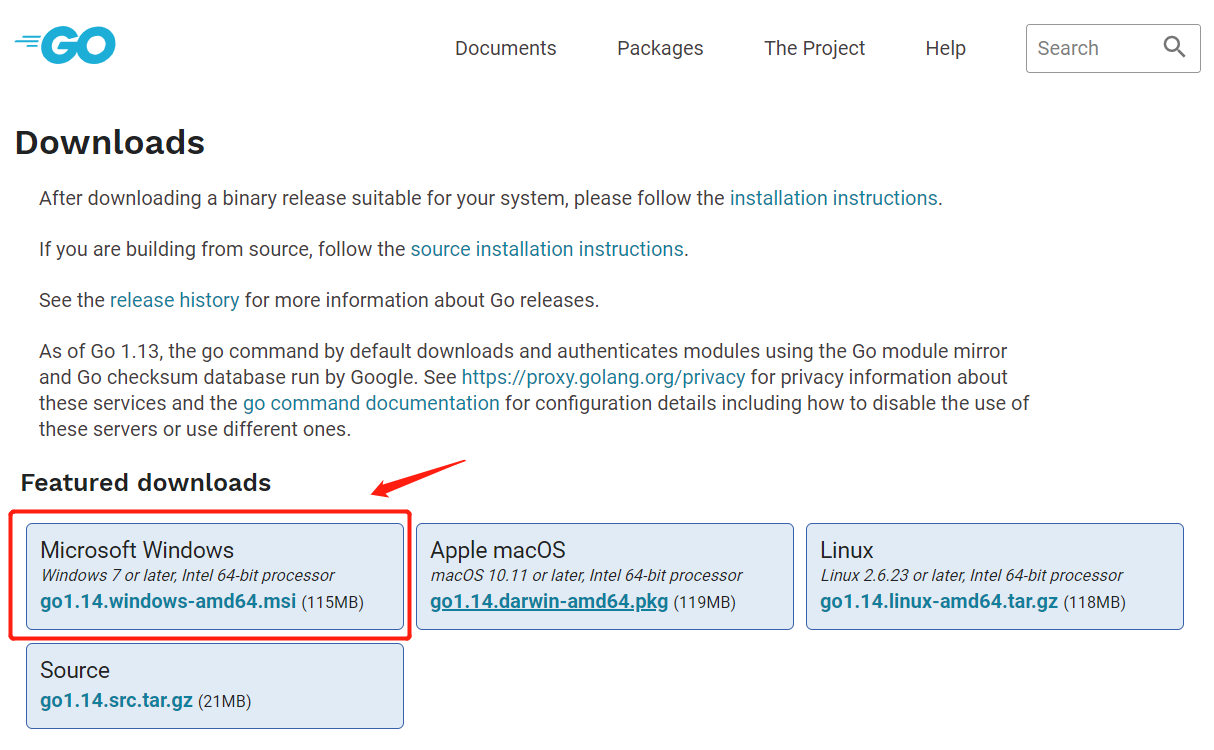 GO
Documents
Packages
The Project
Help
Search
Downloads
After downloading a binary release suitable for your system, please follow the installation instructions.
If you are building from source, follow the source installation instructions.
See the release history for more information about Go releases.
As of Go 1.13, the go command by default downloads and authenticates modules using the Go module mirror
and Go checksum database run by Google. See https://proxy.golang.org/privacy for privacy information about
these services and the go command documentation for configuration details including how to disable the use of
these servers or use different ones.
Featured downloads
Microsoft Windows
Windows 7 or later, Intel 64-bit processor
go1.14.windows-amd64.msi (115MB)
Apple macOS
macOS 10.11 or later, Intel 64-bit processor
go1.14.darwin-amd64.pkg (119MB)
Linux
Linux 2.6.23 or later, Intel 64-bit processor
go1.14.linux-amd64.tar.gz (118MB)
Source
go1.14.src.tar.gz (21MB)